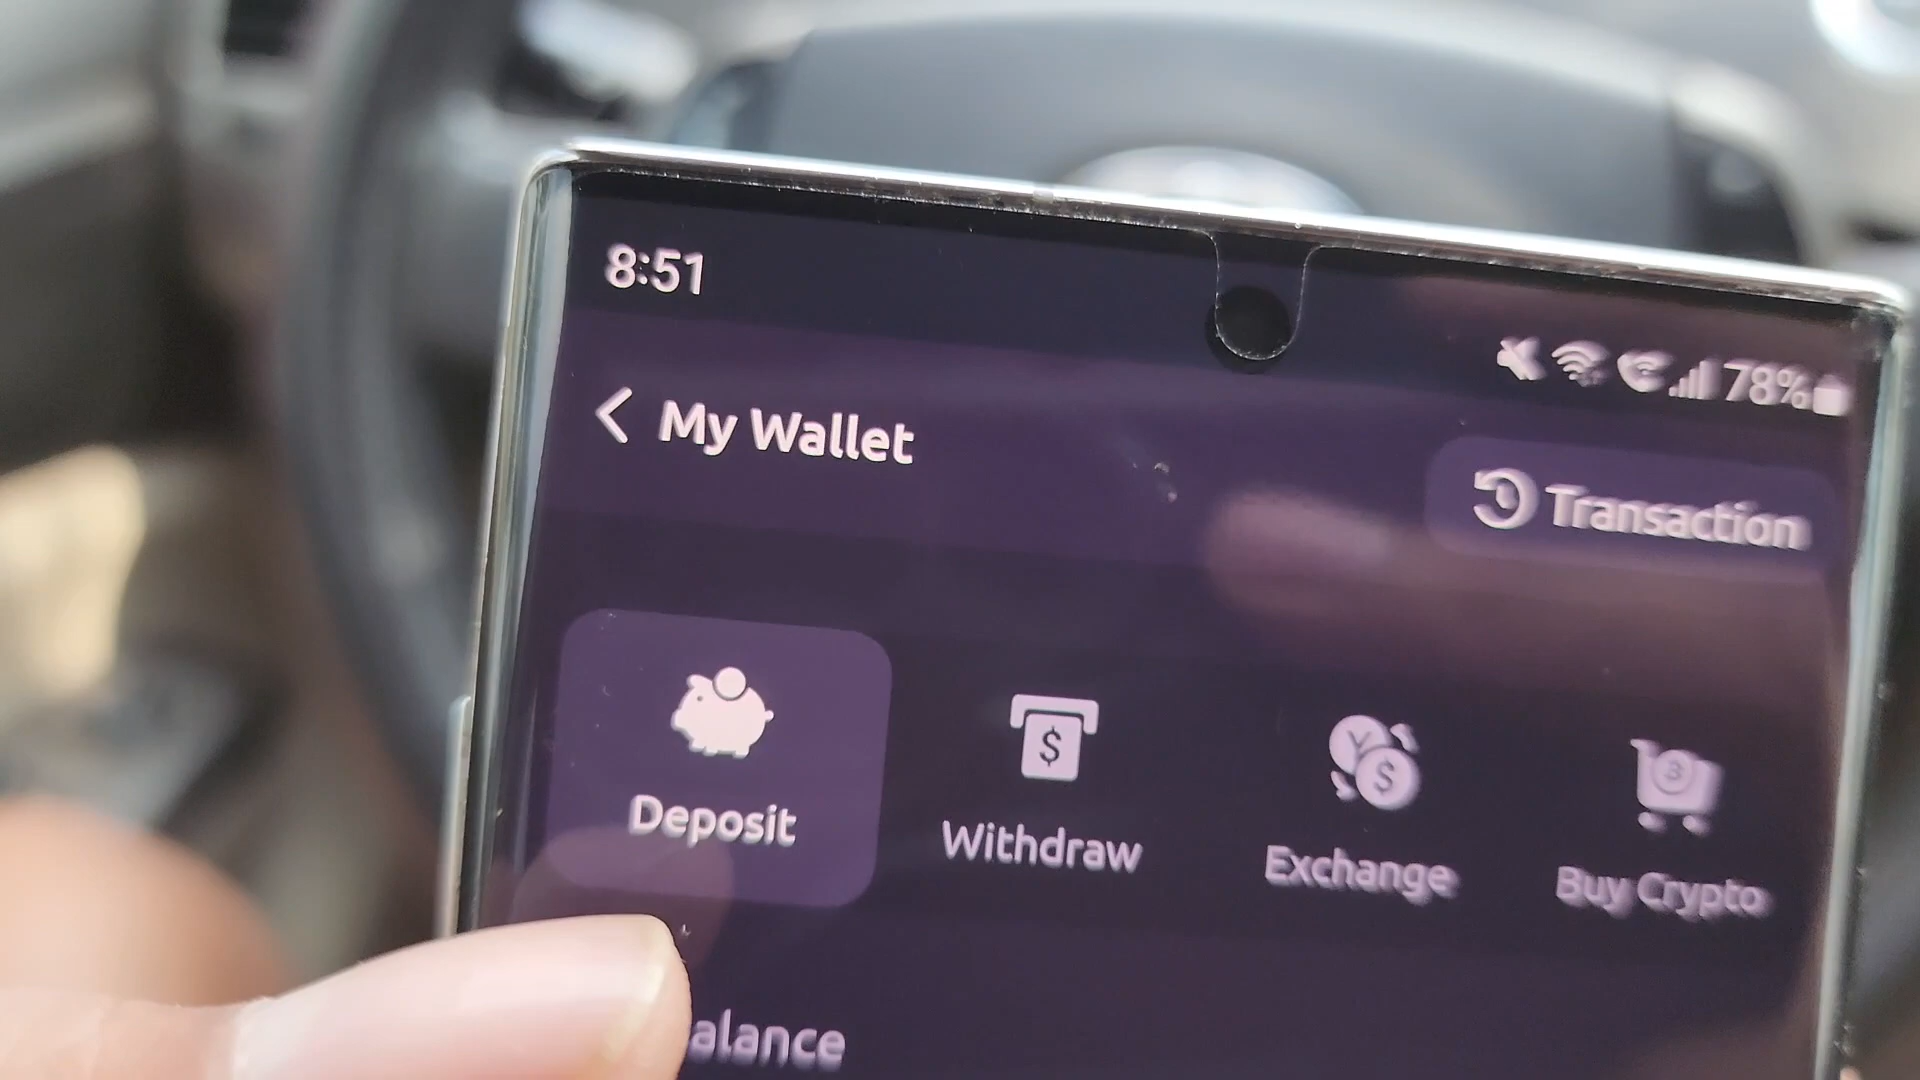 8:51
78%
My Wallet
Transaction
Deposit
Withdraw
Exchange
Buy Crypto
alance